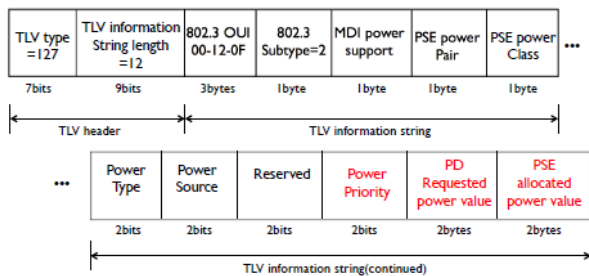 TLV type
=127
TLV information
String length
=12
802.3 OUI
00-12-0F
802.3
Subtype=2
MDI power
support
PSE power
Pair
PSE power
Class
•••
7bits
9bits
3bytes
1byte
1byte
1byte
1byte
TLV header
TLV information string
•••
Power
Type
Power
Source
Reserved
Power
Priority
PD
Requested
power value
PSE
allocated
power value
2bits
2bits
2bits
2bits
2bytes
2bytes
TLV information string(continued)